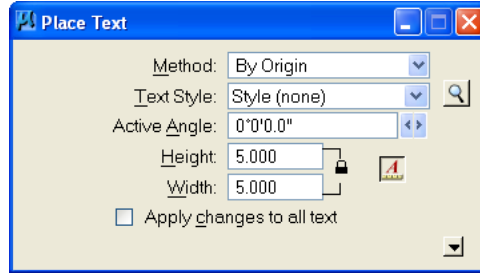 Place Text
Method: By Origin
Text Style: Style (none)
Active Angle: 0°0'0.0"
Height: 5.000
Width: 5.000
Apply changes to all text